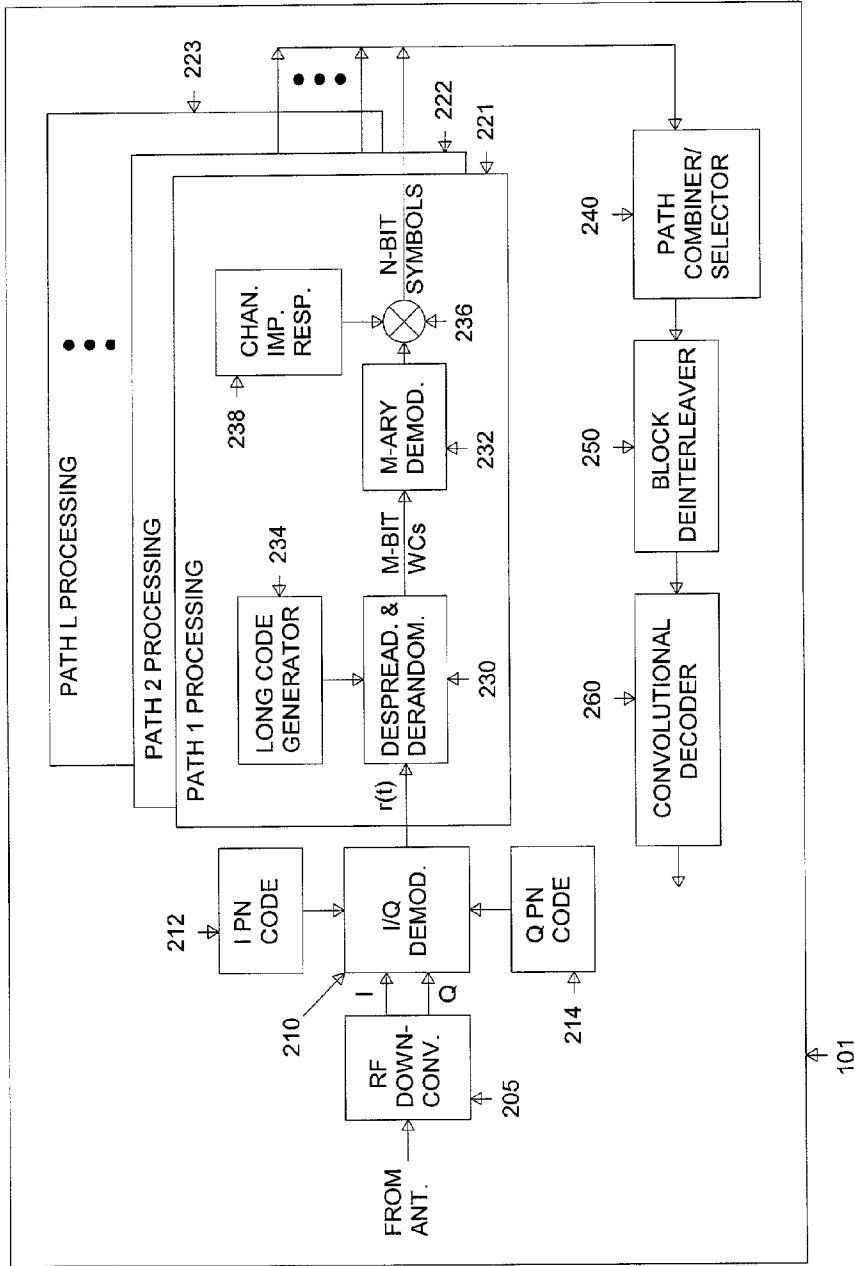 PATH L PROCESSING
223
PATH 2 PROCESSING
222
PATH 1 PROCESSING
221
LONG CODE
GENERATOR
234
CHAN.
IMP.
RESP.
238
r(t)
DESPREAD. &
DERANDOM.
230
M-BIT
WCs
M-ARY
DEMOD.
232
236
N-BIT
SYMBOLS
212
I PN
CODE
FROM
ANT.
RF
DOWN-
CONV.
205
I
Q
210
I/Q
DEMOD.
Q PN
CODE
214
240
PATH
COMBINER/
SELECTOR
250
BLOCK
DEINTERLEAVER
260
CONVOLUTIONAL
DECODER
101